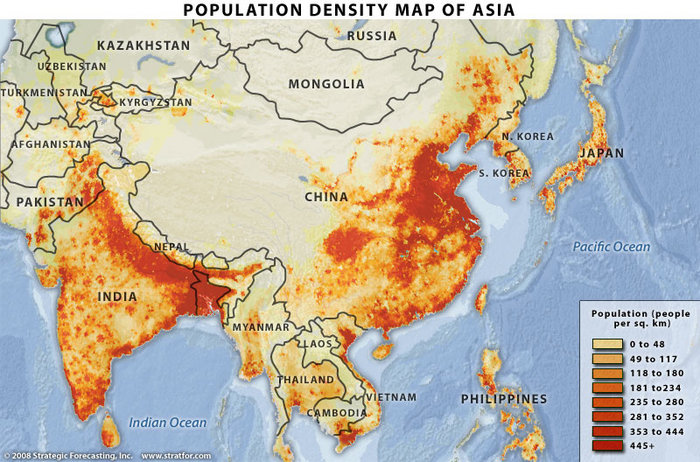 POPULATION DENSITY MAP OF ASIA
RUSSIA
KAZAKHSTAN
UZBEKISTAN
MONGOLIA
TURKMENISTAN
KYRGYZSTAN
AFGHANISTAN
N. KOREA
JAPAN
S. KOREA
CHINA
PAKISTAN
NEPAL
Pacific Ocean
INDIA
MYANMAR
LAOS
THAILAND
VIETNAM
CAMBODIA
PHILIPPINES
Indian Ocean
Population (people
per sq. km)
0 to 48
49 to 117
118 to 180
181 to234
235 to 280
281 to 352
353 to 444
445+
© 2008 Strategic Forecasting, Inc. www.stratfor.com